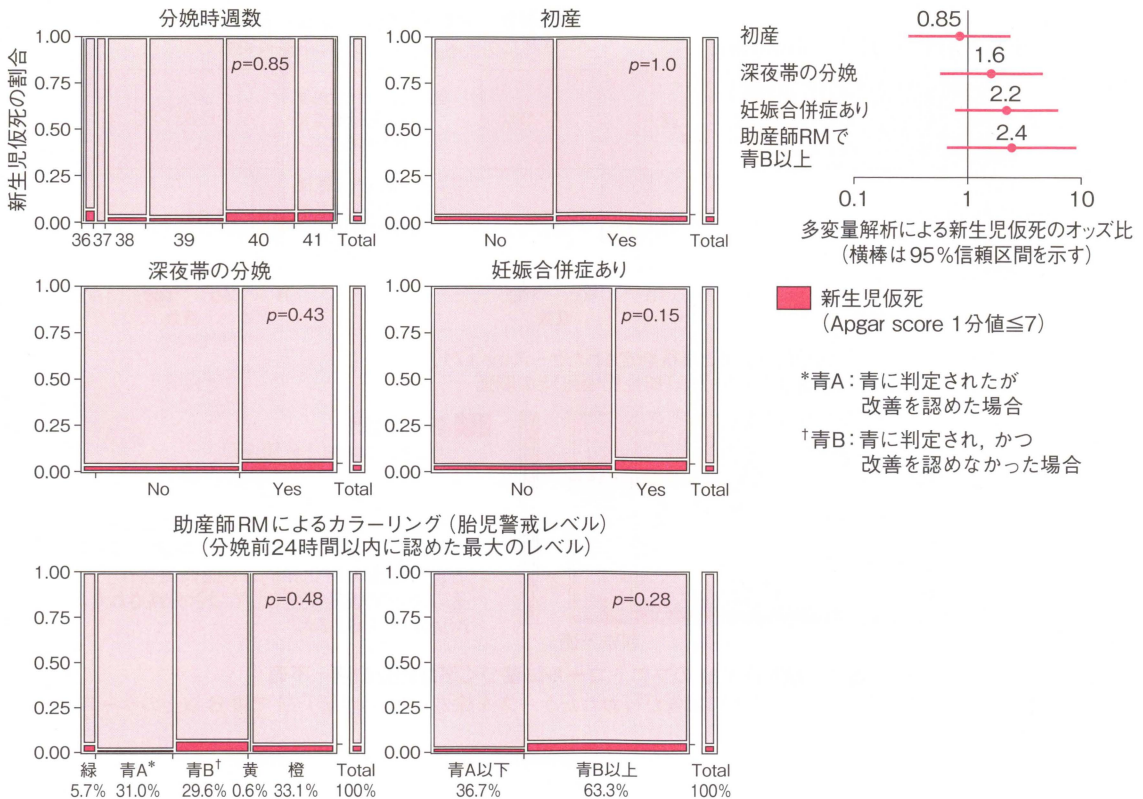 分娩時週数
新生児仮死の割合
1.00
0.75
0.50
0.25
0.00
p=0.85
36 37 38 39 40 41 Total
初産
1.00
0.75
0.50
0.25
0.00
p=1.0
No Yes Total
深夜帯の分娩
1.00
0.75
0.50
0.25
0.00
p=0.43
No Yes Total
妊娠合併症あり
1.00
0.75
0.50
0.25
0.00
p=0.15
No Yes Total
助産師RMによるカラーリング（胎児警戒レベル）
（分娩前24時間以内に認めた最大のレベル）
1.00
0.75
0.50
0.25
0.00
p=0.48
緑 青A* 青B† 黄 橙 Total
5.7% 31.0% 29.6% 0.6% 33.1% 100%
1.00
0.75
0.50
0.25
0.00
p=0.28
青A以下 青B以上 Total
36.7% 63.3% 100%
初産 0.85
深夜帯の分娩 1.6
妊娠合併症あり 2.2
助産師RMで 2.4
青B以上
0.1 1 10
多変量解析による新生児仮死のオッズ比
（横棒は95%信頼区間を示す）
新生児仮死
（Apgar score 1分値≦7）
*青A：青に判定されたが
改善を認めた場合
†青B：青に判定され，かつ
改善を認めなかった場合